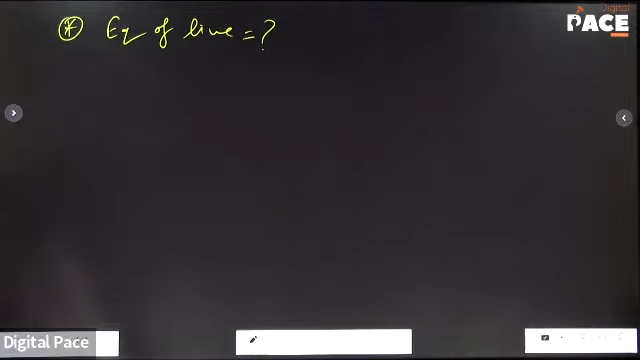 * Eq of line = ?
Digital
PACE
Digital Pace